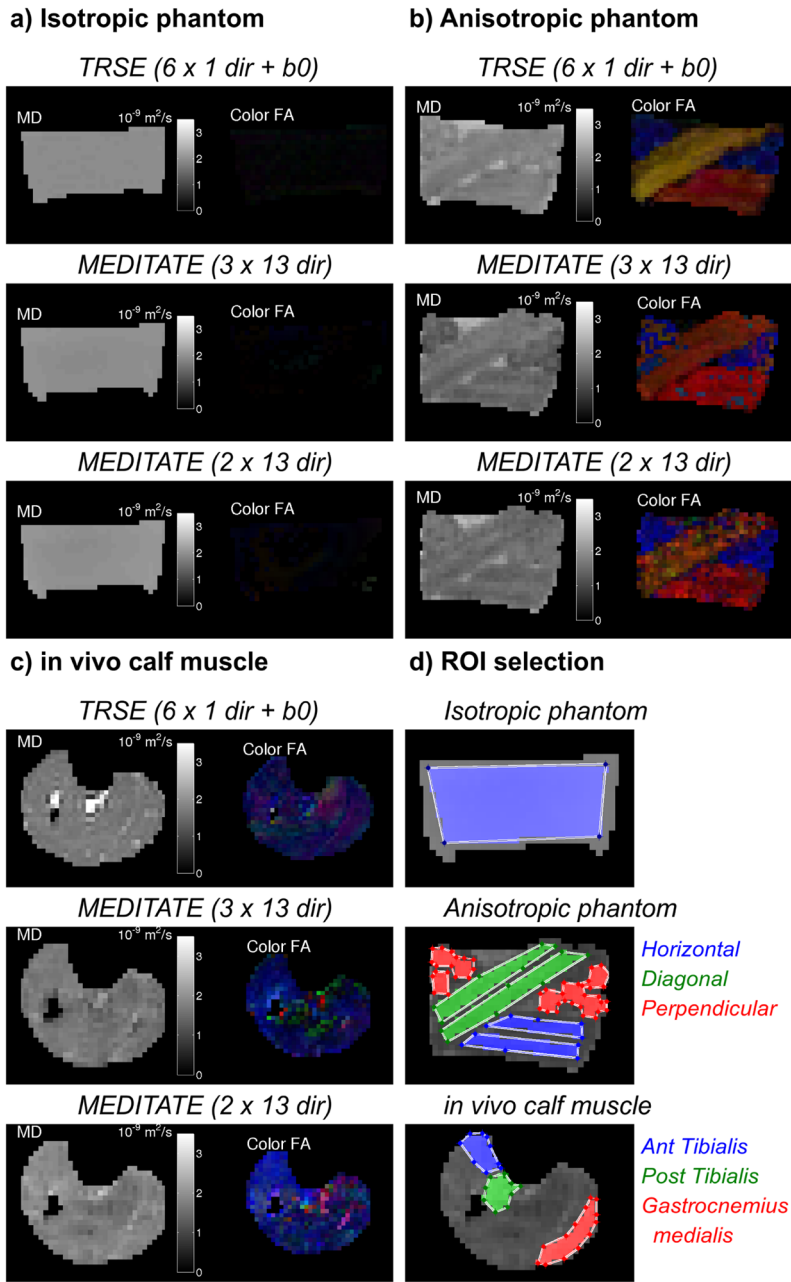 a) Isotropic phantom
TRSE (6 x 1 dir + b0)
MD
10⁻⁹ m²/s
3
2
1
0
Color FA
MEDITATE (3 x 13 dir)
MD
10⁻⁹ m²/s
3
2
1
0
Color FA
MEDITATE (2 x 13 dir)
MD
10⁻⁹ m²/s
3
2
1
0
Color FA
b) Anisotropic phantom
TRSE (6 x 1 dir + b0)
MD
10⁻⁹ m²/s
3
2
1
0
Color FA
MEDITATE (3 x 13 dir)
MD
10⁻⁹ m²/s
3
2
1
0
Color FA
MEDITATE (2 x 13 dir)
MD
10⁻⁹ m²/s
3
2
1
0
Color FA
c) in vivo calf muscle
TRSE (6 x 1 dir + b0)
MD
10⁻⁹ m²/s
3
2
1
0
Color FA
MEDITATE (3 x 13 dir)
MD
10⁻⁹ m²/s
3
2
1
0
Color FA
MEDITATE (2 x 13 dir)
MD
10⁻⁹ m²/s
3
2
1
0
Color FA
d) ROI selection
Isotropic phantom
Anisotropic phantom
Horizontal
Diagonal
Perpendicular
in vivo calf muscle
Ant Tibialis
Post Tibialis
Gastrocnemius
medialis